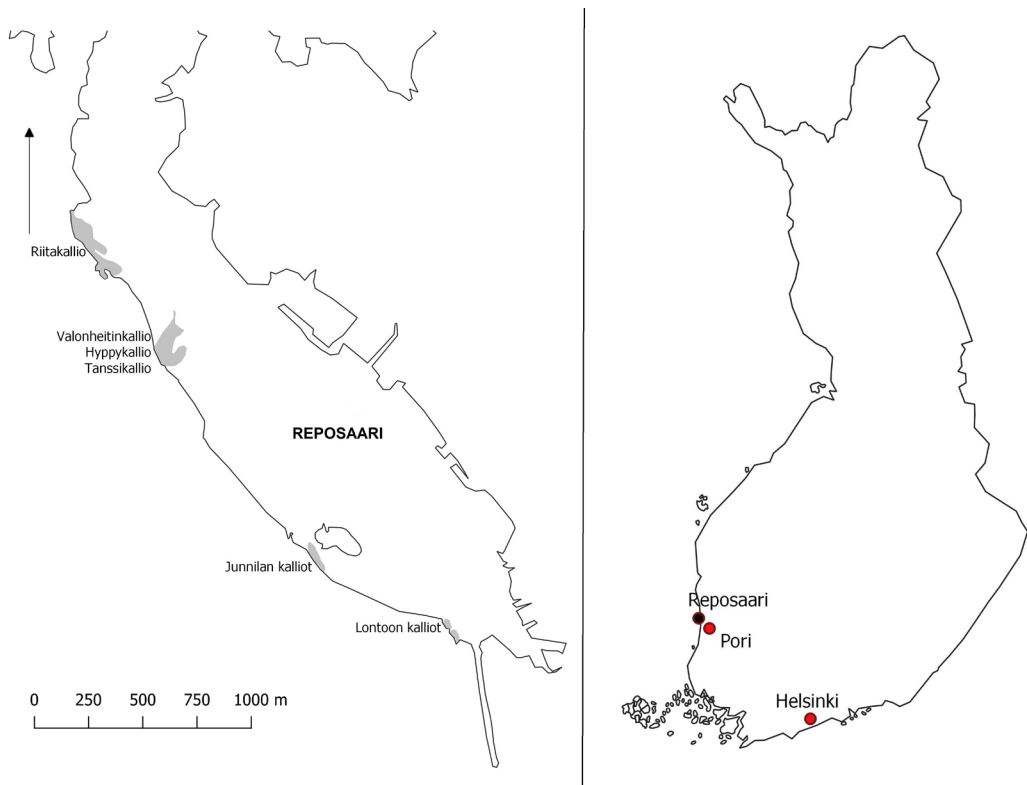 Riitakallio
Valonheitinkallio
Hyppykallio
Tanssikallio
REPOSAARI
Junnilan kalliot
Lontoon kalliot
0 250 500 750 1000 m
Reposaari
Pori
Helsinki